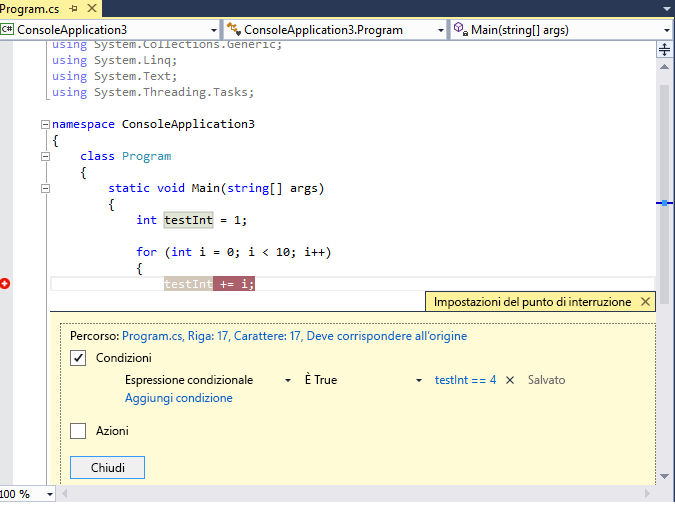 Program.cs
C# ConsoleApplication3 ConsoleApplication3.Program Main(string[] args)
using System.Collections.Generic;
using System.Linq;
using System.Text;
using System.Threading.Tasks;
namespace ConsoleApplication3
{
class Program
{
static void Main(string[] args)
{
int testInt = 1;
for (int i = 0; i < 10; i++)
{
testInt += i;
Impostazioni del punto di interruzione
Percorso: Program.cs, Riga: 17, Carattere: 17, Deve corrispondere all'origine
Condizioni
Espressione condizionale È True testInt == 4 Salvato
Aggiungi condizione
Azioni
Chiudi
100 %